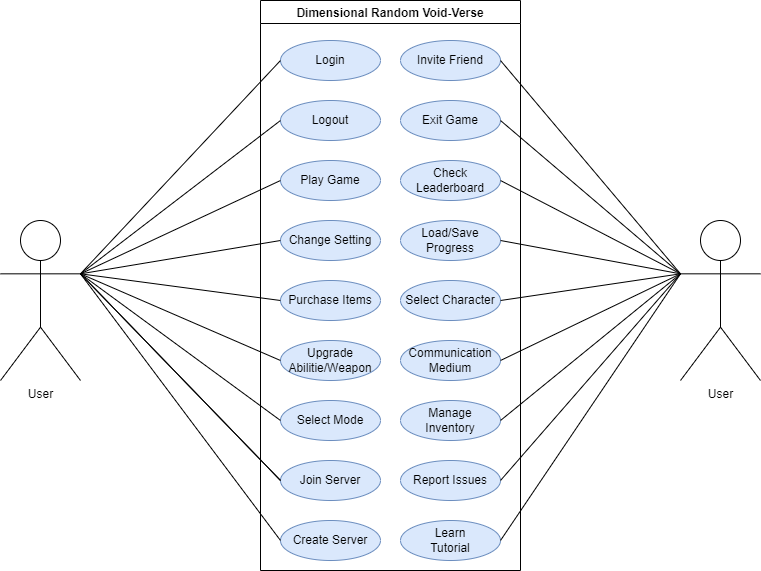 Dimensional Random Void-Verse
Login
Invite Friend
Logout
Exit Game
Play Game
Check
Leaderboard
Change Setting
Load/Save
Progress
Purchase Items
Select Character
Upgrade
Abilitie/Weapon
Communication
Medium
Select Mode
Manage
Inventory
Join Server
Report Issues
Create Server
Learn
Tutorial
User
User